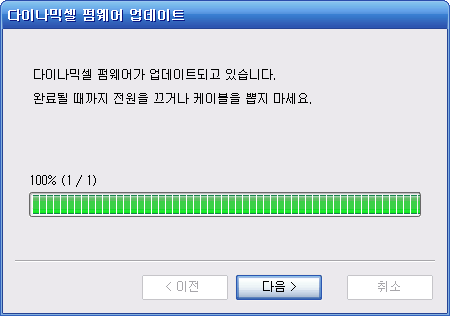 다이나믹셀 펌웨어 업데이트
다이나믹셀 펌웨어가 업데이트되고 있습니다.
완료될 때까지 전원을 끄거나 케이블을 뽑지 마세요.
100% (1 / 1)
< 이전 다음 > 취소